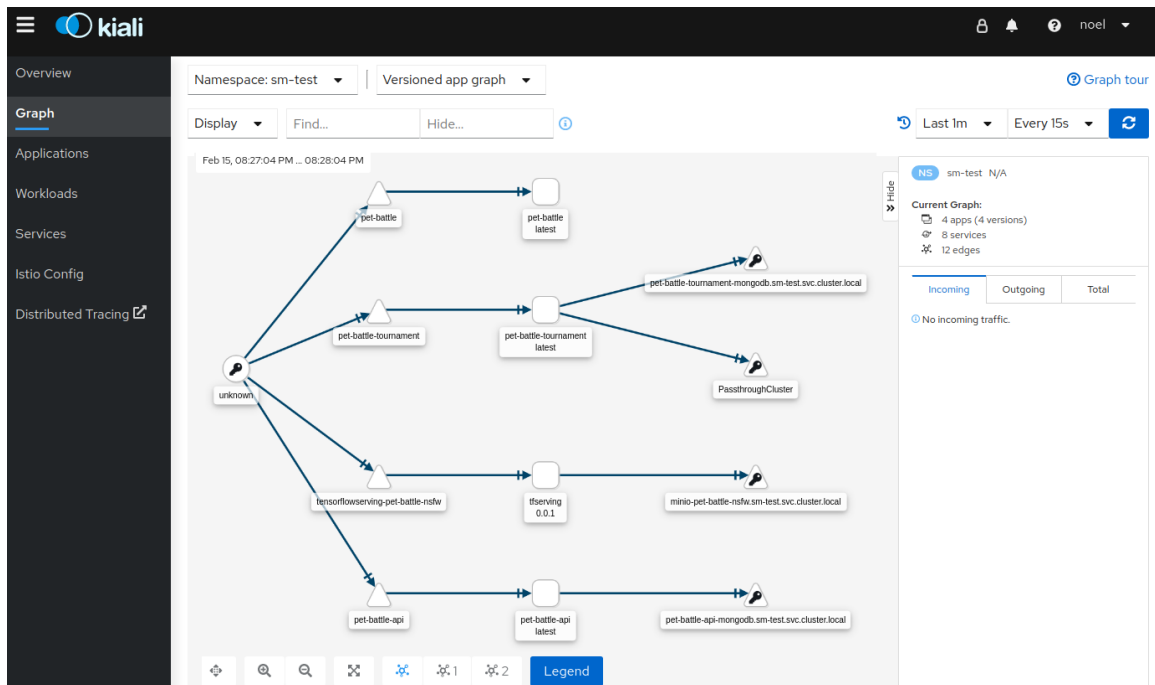 kiali
noel
Overview
Graph
Applications
Workloads
Services
Istio Config
Distributed Tracing
Namespace: sm-test
Versioned app graph
Graph tour
Display
Find...
Hide...
Last 1m
Every 15s
Feb 15, 08:27:04 PM ... 08:28:04 PM
pet-battle
pet-battle
latest
pet-battle-tournament-mongodb.sm-test.svc.cluster.local
pet-battle-tournament
pet-battle-tournament
latest
PassthroughCluster
unknown
tensorflowserving-pet-battle-nsfw
tfserving
0.0.1
minio-pet-battle-nsfw.sm-test.svc.cluster.local
pet-battle-api
pet-battle-api
latest
pet-battle-api-mongodb.sm-test.svc.cluster.local
1
2
Legend
Hide
NS sm-test N/A
Current Graph:
4 apps (4 versions)
8 services
12 edges
Incoming
Outgoing
Total
No incoming traffic.